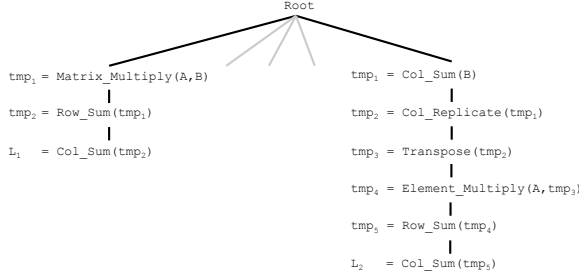 Root
tmp₁ = Matrix_Multiply(A,B)
tmp₂ = Row_Sum(tmp₁)
L₁ = Col_Sum(tmp₂)
tmp₁ = Col_Sum(B)
tmp₂ = Col_Replicate(tmp₁)
tmp₃ = Transpose(tmp₂)
tmp₄ = Element_Multiply(A,tmp₃)
tmp₅ = Row_Sum(tmp₄)
L₂ = Col_Sum(tmp₅)